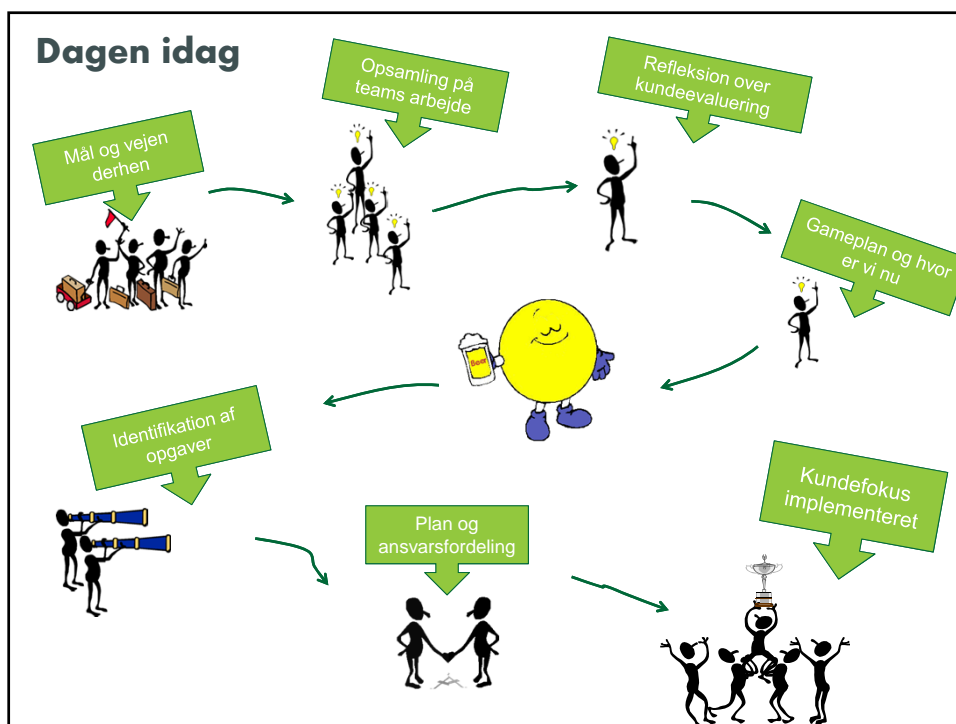 Dagen idag
Mål og vejen
derhen
Opsamling på
teams arbejde
Refleksion over
kundeevaluering
Gameplan og hvor
er vi nu
Beer
Identifikation af
opgaver
Plan og
ansvarsfordeling
Kundefokus
implementeret